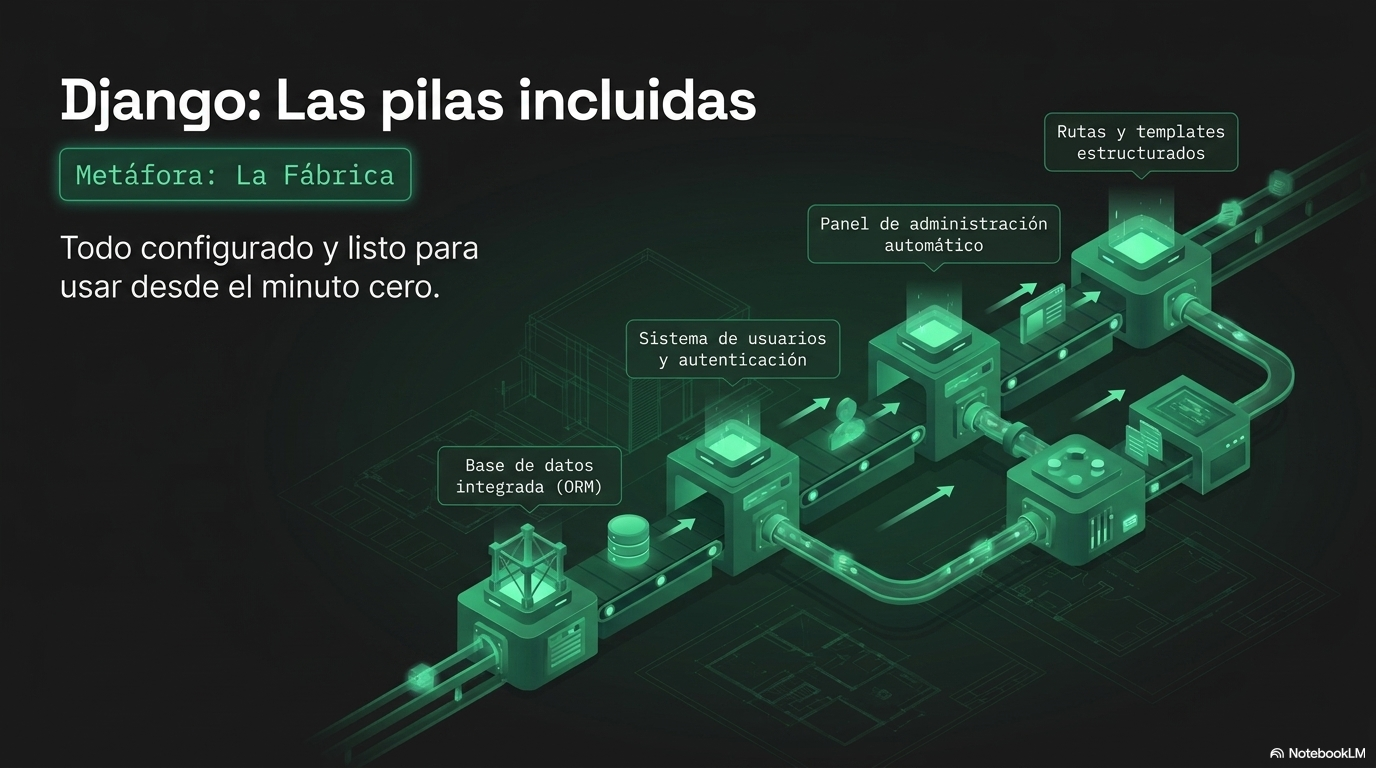 Django: Las pilas incluidas
Metáfora: La Fábrica
Todo configurado y listo para
usar desde el minuto cero.
Base de datos
integrada (ORM)
Sistema de usuarios
y autenticación
Panel de administración
automático
Rutas y templates
estructurados
NotebookLM